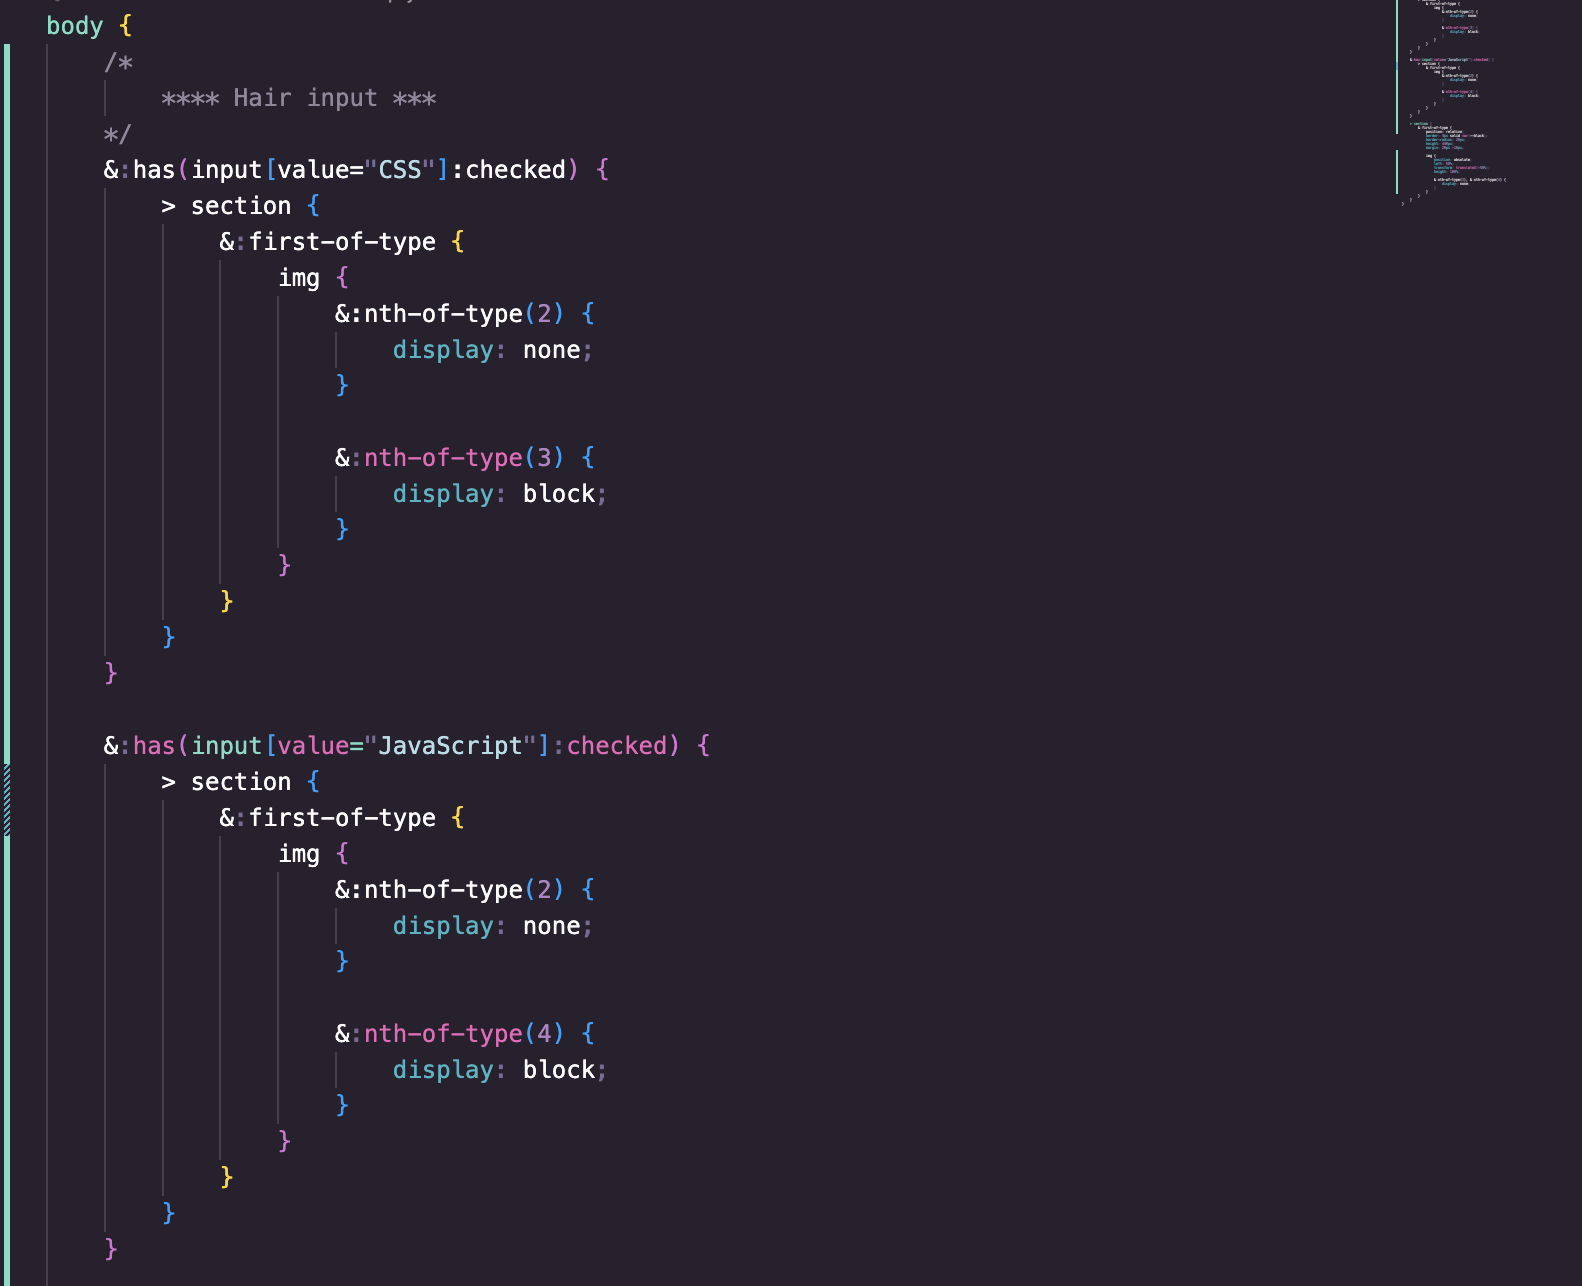 body {
/*
**** Hair input ***
*/
&:has(input[value="CSS"]:checked) {
> section {
&:first-of-type {
img {
&:nth-of-type(2) {
display: none;
}
&:nth-of-type(3) {
display: block;
}
}
}
}
}
&:has(input[value="JavaScript"]:checked) {
> section {
&:first-of-type {
img {
&:nth-of-type(2) {
display: none;
}
&:nth-of-type(4) {
display: block;
}
}
}
}
}